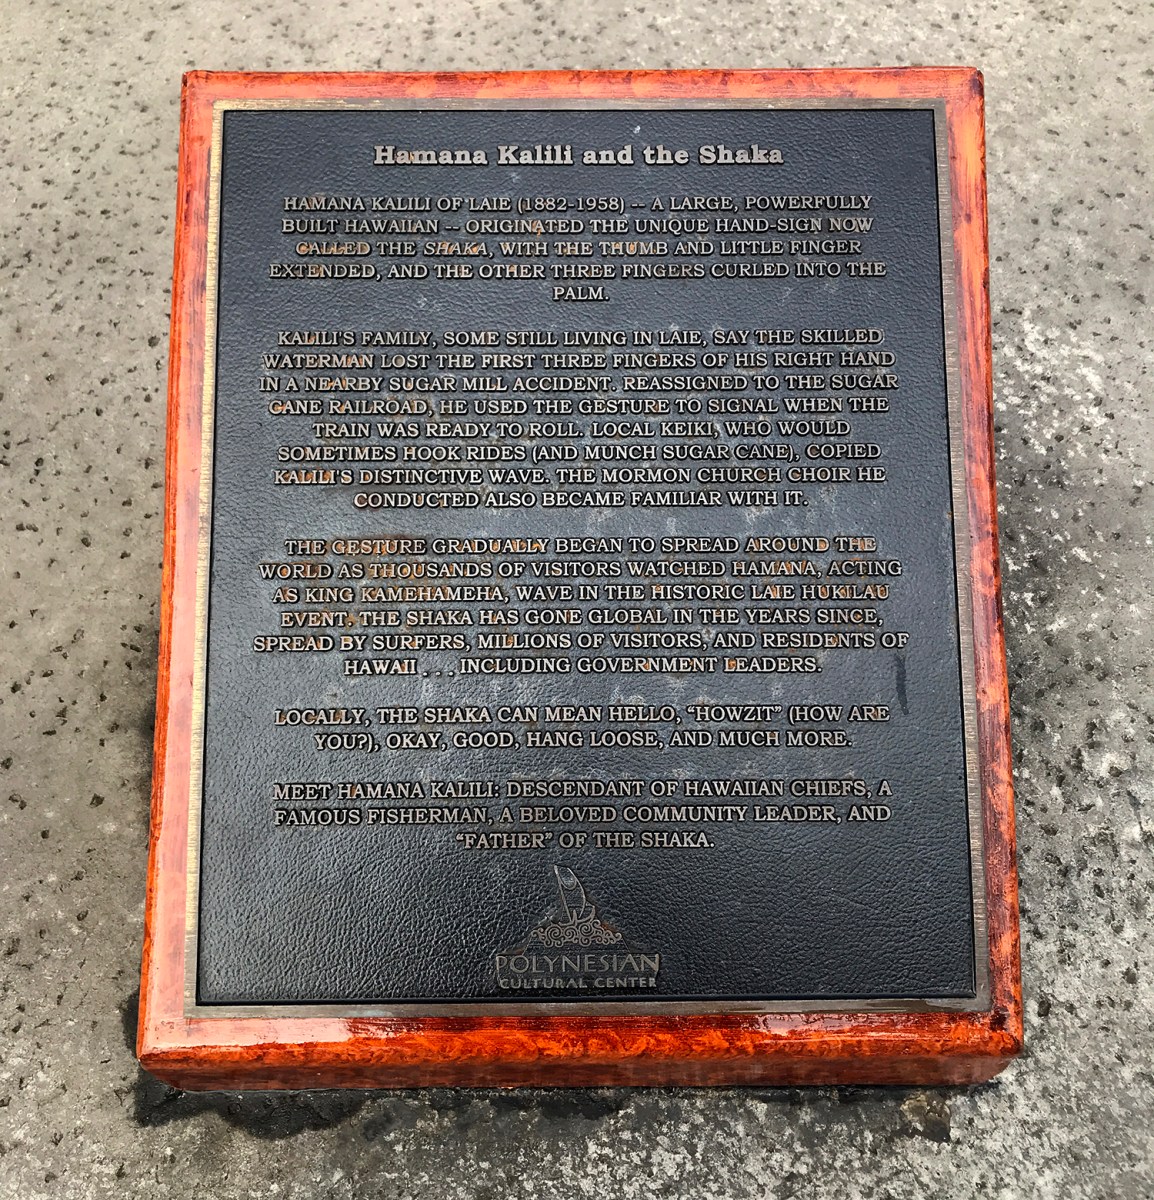 Hamana Kalili and the Shaka
HAMANA KALILI OF LAIE (1882-1958) -- A LARGE, POWERFULLY
BUILT HAWAIIAN -- ORIGINATED THE UNIQUE HAND-SIGN NOW
CALLED THE SHAKA, WITH THE THUMB AND LITTLE FINGER
EXTENDED, AND THE OTHER THREE FINGERS CURLED INTO THE
PALM.
KALILI'S FAMILY, SOME STILL LIVING IN LAIE, SAY THE SKILLED
WATERMAN LOST THE FIRST THREE FINGERS OF HIS RIGHT HAND
IN A NEARBY SUGAR MILL ACCIDENT. REASSIGNED TO THE SUGAR
CANE RAILROAD, HE USED THE GESTURE TO SIGNAL WHEN THE
TRAIN WAS READY TO ROLL. LOCAL KEIKI, WHO WOULD
SOMETIMES HOOK RIDES (AND MUNCH SUGAR CANE), COPIED
KALILI'S DISTINCTIVE WAVE. THE MORMON CHURCH CHOIR HE
CONDUCTED ALSO BECAME FAMILIAR WITH IT.
THE GESTURE GRADUALLY BEGAN TO SPREAD AROUND THE
WORLD AS THOUSANDS OF VISITORS WATCHED HAMANA, ACTING
AS KING KAMEHAMEHA, WAVE IN THE HISTORIC LAIE HUKILAU
EVENT. THE SHAKA HAS GONE GLOBAL IN THE YEARS SINCE,
SPREAD BY SURFERS, MILLIONS OF VISITORS, AND RESIDENTS OF
HAWAII . . . INCLUDING GOVERNMENT LEADERS.
LOCALLY, THE SHAKA CAN MEAN HELLO, “HOWZIT” (HOW ARE
YOU?), OKAY, GOOD, HANG LOOSE, AND MUCH MORE.
MEET HAMANA KALILI: DESCENDANT OF HAWAIIAN CHIEFS, A
FAMOUS FISHERMAN, A BELOVED COMMUNITY LEADER, AND
“FATHER” OF THE SHAKA.
POLYNESIAN
CULTURAL CENTER